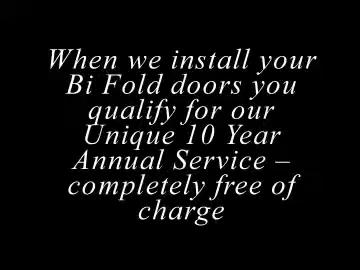 When we install your
Bi Fold doors you
qualify for our
Unique 10 Year
Annual Service –
completely free of
charge